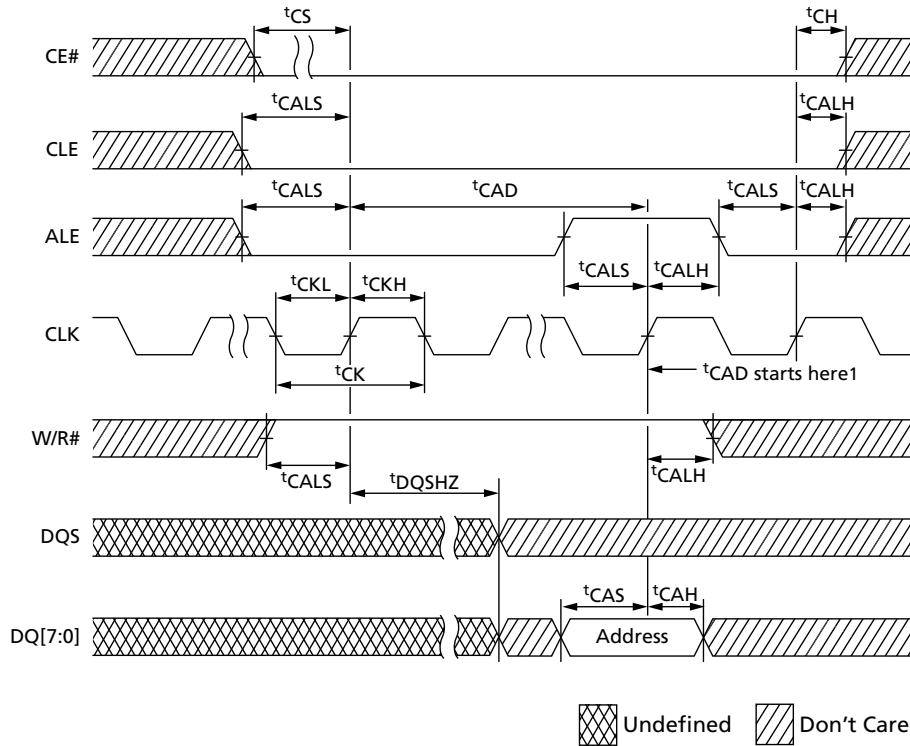 tCS
tCH
CE#
tCALS
tCALH
CLE
tCALS
tCAD
tCALS
tCALH
ALE
tCALS
tCALH
tCKL
tCKH
CLK
tCK
tCAD starts here1
W/R#
tCALS
tDQSHZ
tCALH
DQS
tCAS
tCAH
DQ[7:0]
Address
Undefined
Don't Care